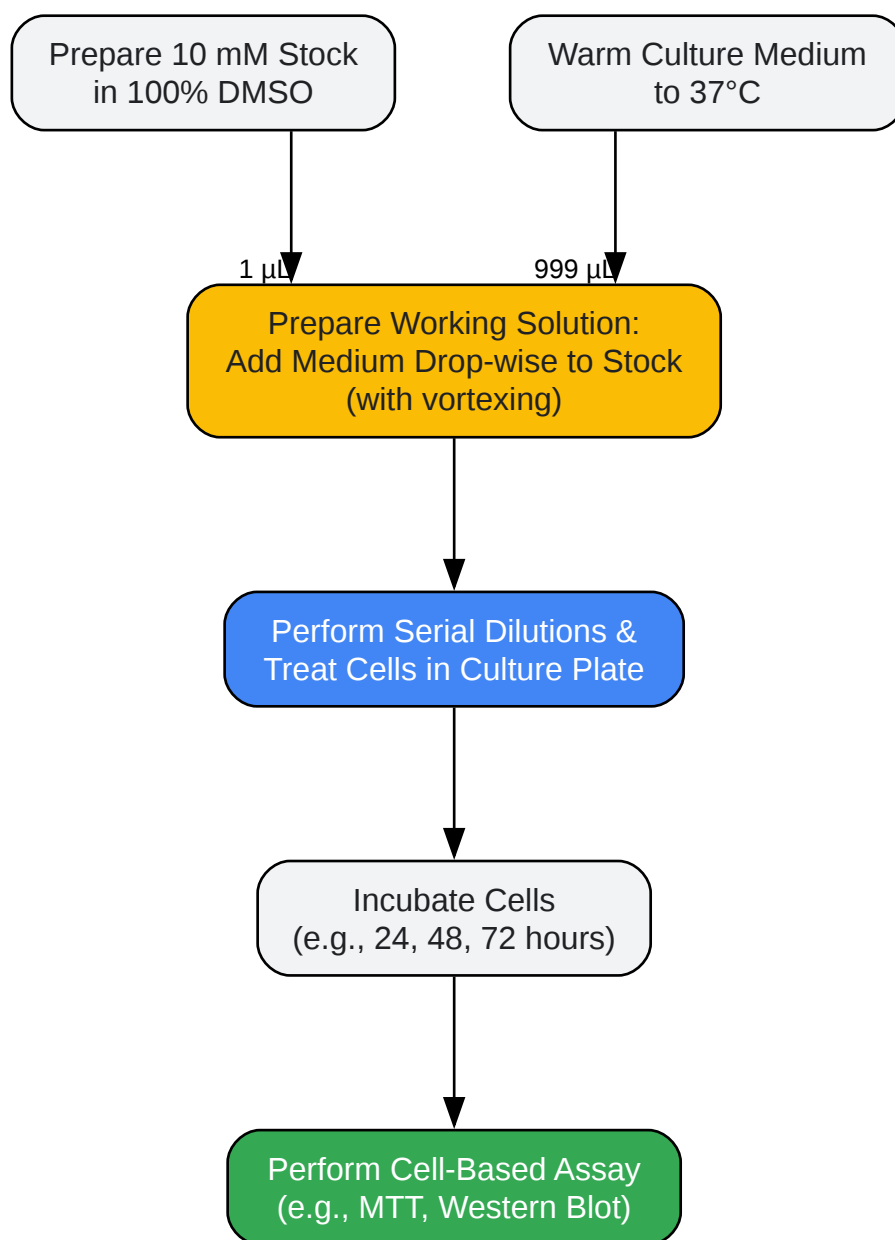 Prepare 10 mM Stock
in 100% DMSO
Warm Culture Medium
to 37°C
1 µL
999 µL
Prepare Working Solution:
Add Medium Drop-wise to Stock
(with vortexing)
Perform Serial Dilutions &
Treat Cells in Culture Plate
Incubate Cells
(e.g., 24, 48, 72 hours)
Perform Cell-Based Assay
(e.g., MTT, Western Blot)